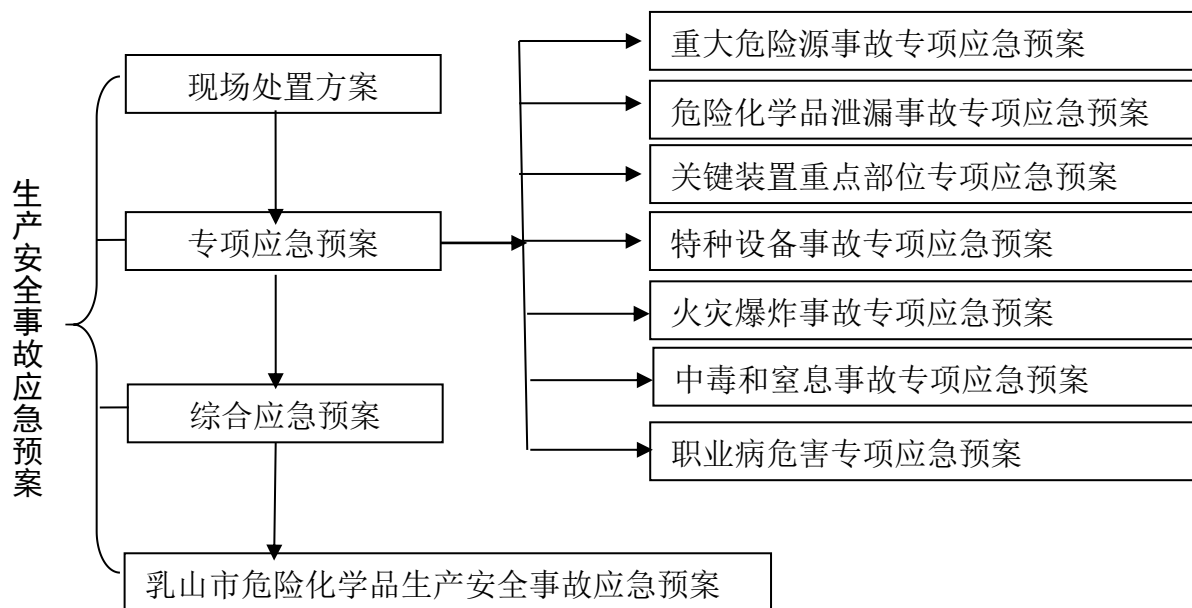 生产安全事故应急预案
现场处置方案
专项应急预案
综合应急预案
乳山市危险化学品生产安全事故应急预案
重大危险源事故专项应急预案
危险化学品泄漏事故专项应急预案
关键装置重点部位专项应急预案
特种设备事故专项应急预案
火灾爆炸事故专项应急预案
中毒和窒息事故专项应急预案
职业病危害专项应急预案